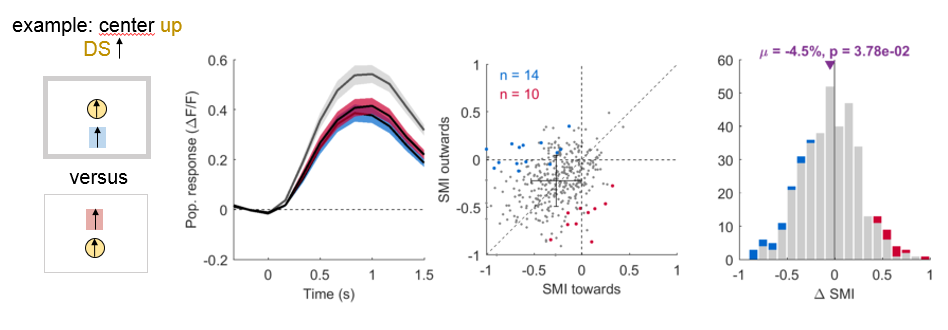 example: center up
DS ↑
versus
0.6
0.4
0.2
0
-0.2
Pop. response (ΔF/F)
0
0.5
1
1.5
Time (s)
1
0.5
0
-0.5
-1
SMI outwards
n = 14
n = 10
-1
-0.5
0
0.5
1
SMI towards
μ = -4.5%, p = 3.78e-02
60
50
40
30
20
10
0
-1
-0.5
0
0.5
1
Δ SMI